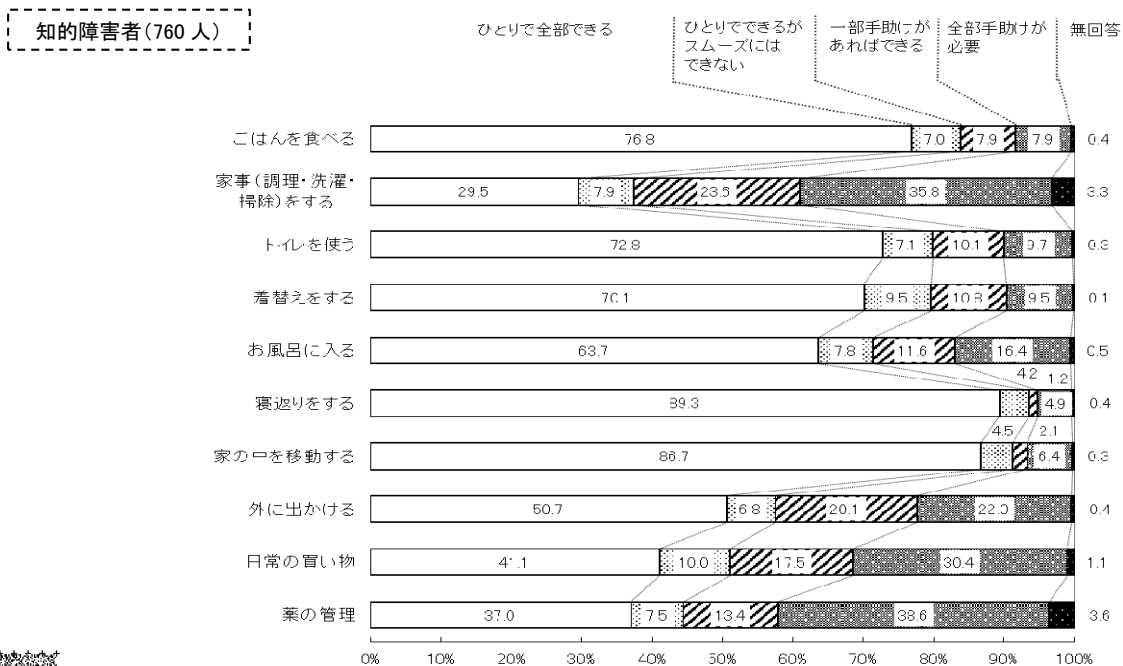 知的障害者(760 人)
ひとりで全部できる
ひとりでできるが
スムーズには
できない
一部手助けが
あればできる
全部手助けが
必要
無回答
ごはんを食べる
76.8
7.0
7.9
7.9
0.4
家事(調理・洗濯・
掃除)をする
29.5
7.9
23.5
35.8
3.3
トイレを使う
72.8
7.1
10.1
9.7
0.3
着替えをする
70.1
9.5
10.8
9.5
0.1
お風呂に入る
63.7
7.8
11.6
16.4
0.5
4.2
1.2
寝返りをする
89.3
4.9
0.4
4.5
2.1
家の中を移動する
86.7
6.4
0.3
外に出かける
50.7
6.8
20.1
22.0
0.4
日常の買い物
41.1
10.0
17.5
30.4
1.1
薬の管理
37.0
7.5
13.4
38.6
3.6
0%
10%
20%
30%
40%
50%
60%
70%
80%
90%
100%